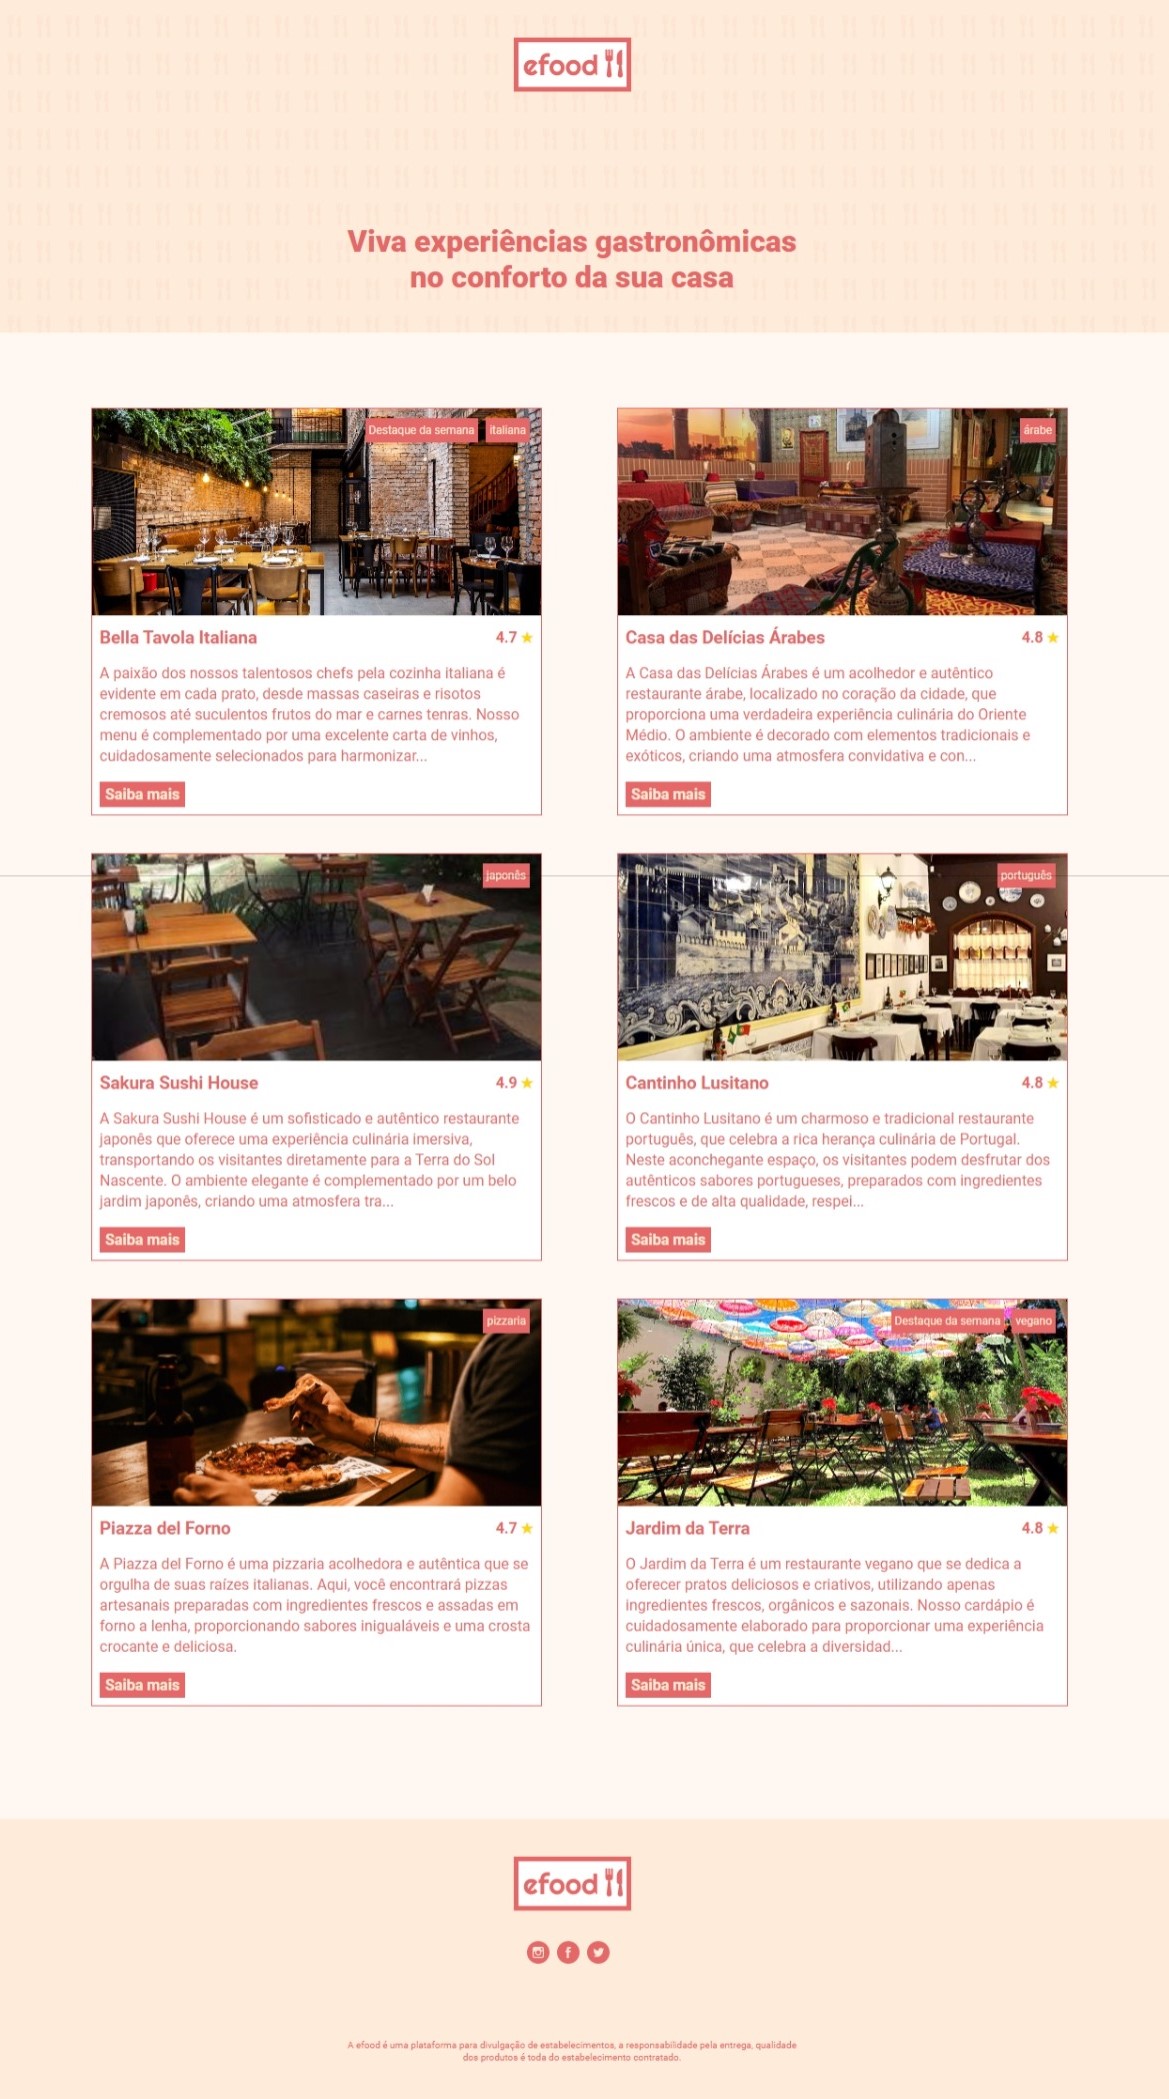 efood
Viva experiências gastronômicas
no conforto da sua casa
Destaque da semana italiana
Bella Tavola Italiana 4.7
A paixão dos nossos talentosos chefs pela cozinha italiana é
evidente em cada prato, desde massas caseiras e risotos
cremosos até suculentos frutos do mar e carnes tenras. Nosso
menu é complementado por uma excelente carta de vinhos,
cuidadosamente selecionados para harmonizar...
Saiba mais
árabe
Casa das Delícias Árabes 4.8
A Casa das Delícias Árabes é um acolhedor e autêntico
restaurante árabe, localizado no coração da cidade, que
proporciona uma verdadeira experiência culinária do Oriente
Médio. O ambiente é decorado com elementos tradicionais e
exóticos, criando uma atmosfera convidativa e con...
Saiba mais
japonês
Sakura Sushi House 4.9
A Sakura Sushi House é um sofisticado e autêntico restaurante
japonês que oferece uma experiência culinária imersiva,
transportando os visitantes diretamente para a Terra do Sol
Nascente. O ambiente elegante é complementado por um belo
jardim japonês, criando uma atmosfera tra...
Saiba mais
português
Cantinho Lusitano 4.8
O Cantinho Lusitano é um charmoso e tradicional restaurante
português, que celebra a rica herança culinária de Portugal.
Neste aconchegante espaço, os visitantes podem desfrutar dos
autênticos sabores portugueses, preparados com ingredientes
frescos e de alta qualidade, respei...
Saiba mais
pizzaria
Piazza del Forno 4.7
A Piazza del Forno é uma pizzaria acolhedora e autêntica que se
orgulha de suas raízes italianas. Aqui, você encontrará pizzas
artesanais preparadas com ingredientes frescos e assadas em
forno a lenha, proporcionando sabores inigualáveis e uma crosta
crocante e deliciosa.
Saiba mais
Destaque da semana vegano
Jardim da Terra 4.8
O Jardim da Terra é um restaurante vegano que se dedica a
oferecer pratos deliciosos e criativos, utilizando apenas
ingredientes frescos, orgânicos e sazonais. Nosso cardápio é
cuidadosamente elaborado para proporcionar uma experiência
culinária única, que celebra a diversidad...
Saiba mais
efood
A efood é uma plataforma para divulgação de estabelecimentos, a responsabilidade pela entrega, qualidade
dos produtos é toda do estabelecimento contratado.